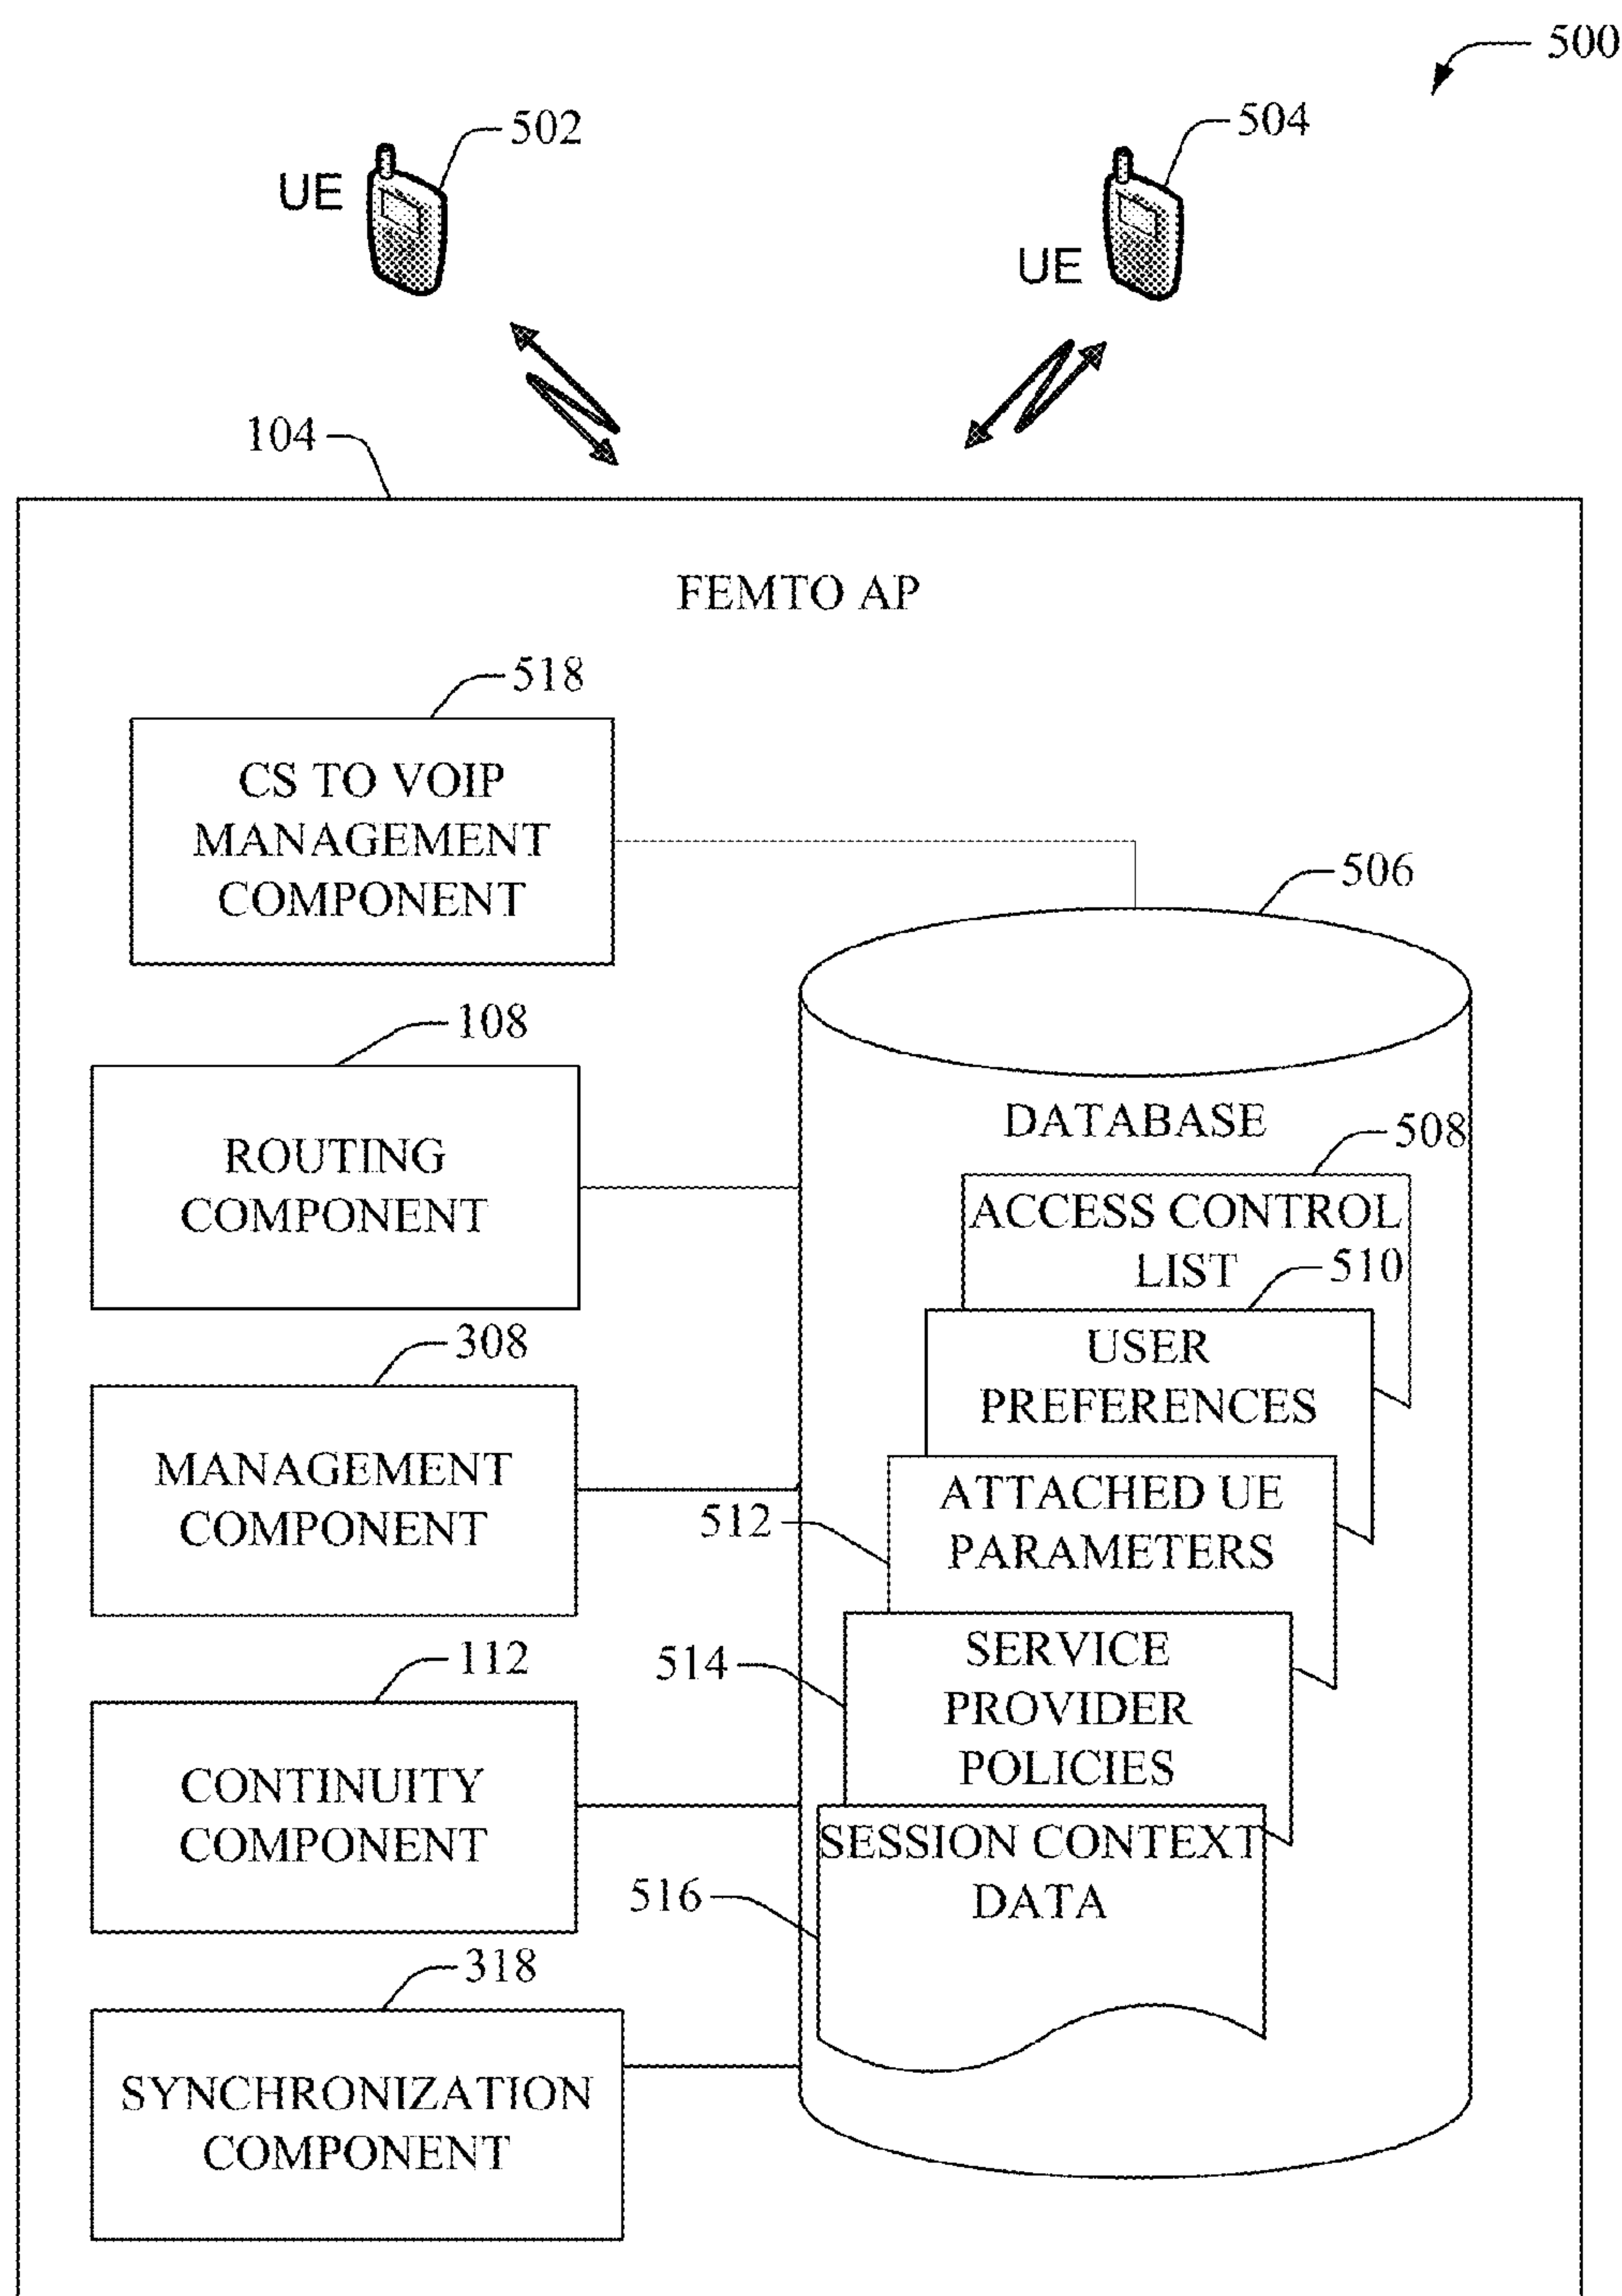 500
502
504
UE
UE
104
FEMTO AP
518
CS TO VOIP
MANAGEMENT
COMPONENT
506
108
ROUTING
COMPONENT
DATABASE
508
ACCESS CONTROL
LIST
510
USER
PREFERENCES
308
MANAGEMENT
COMPONENT
512
ATTACHED UE
PARAMETERS
514
SERVICE
PROVIDER
POLICIES
112
CONTINUITY
COMPONENT
516
SESSION CONTEXT
DATA
318
SYNCHRONIZATION
COMPONENT